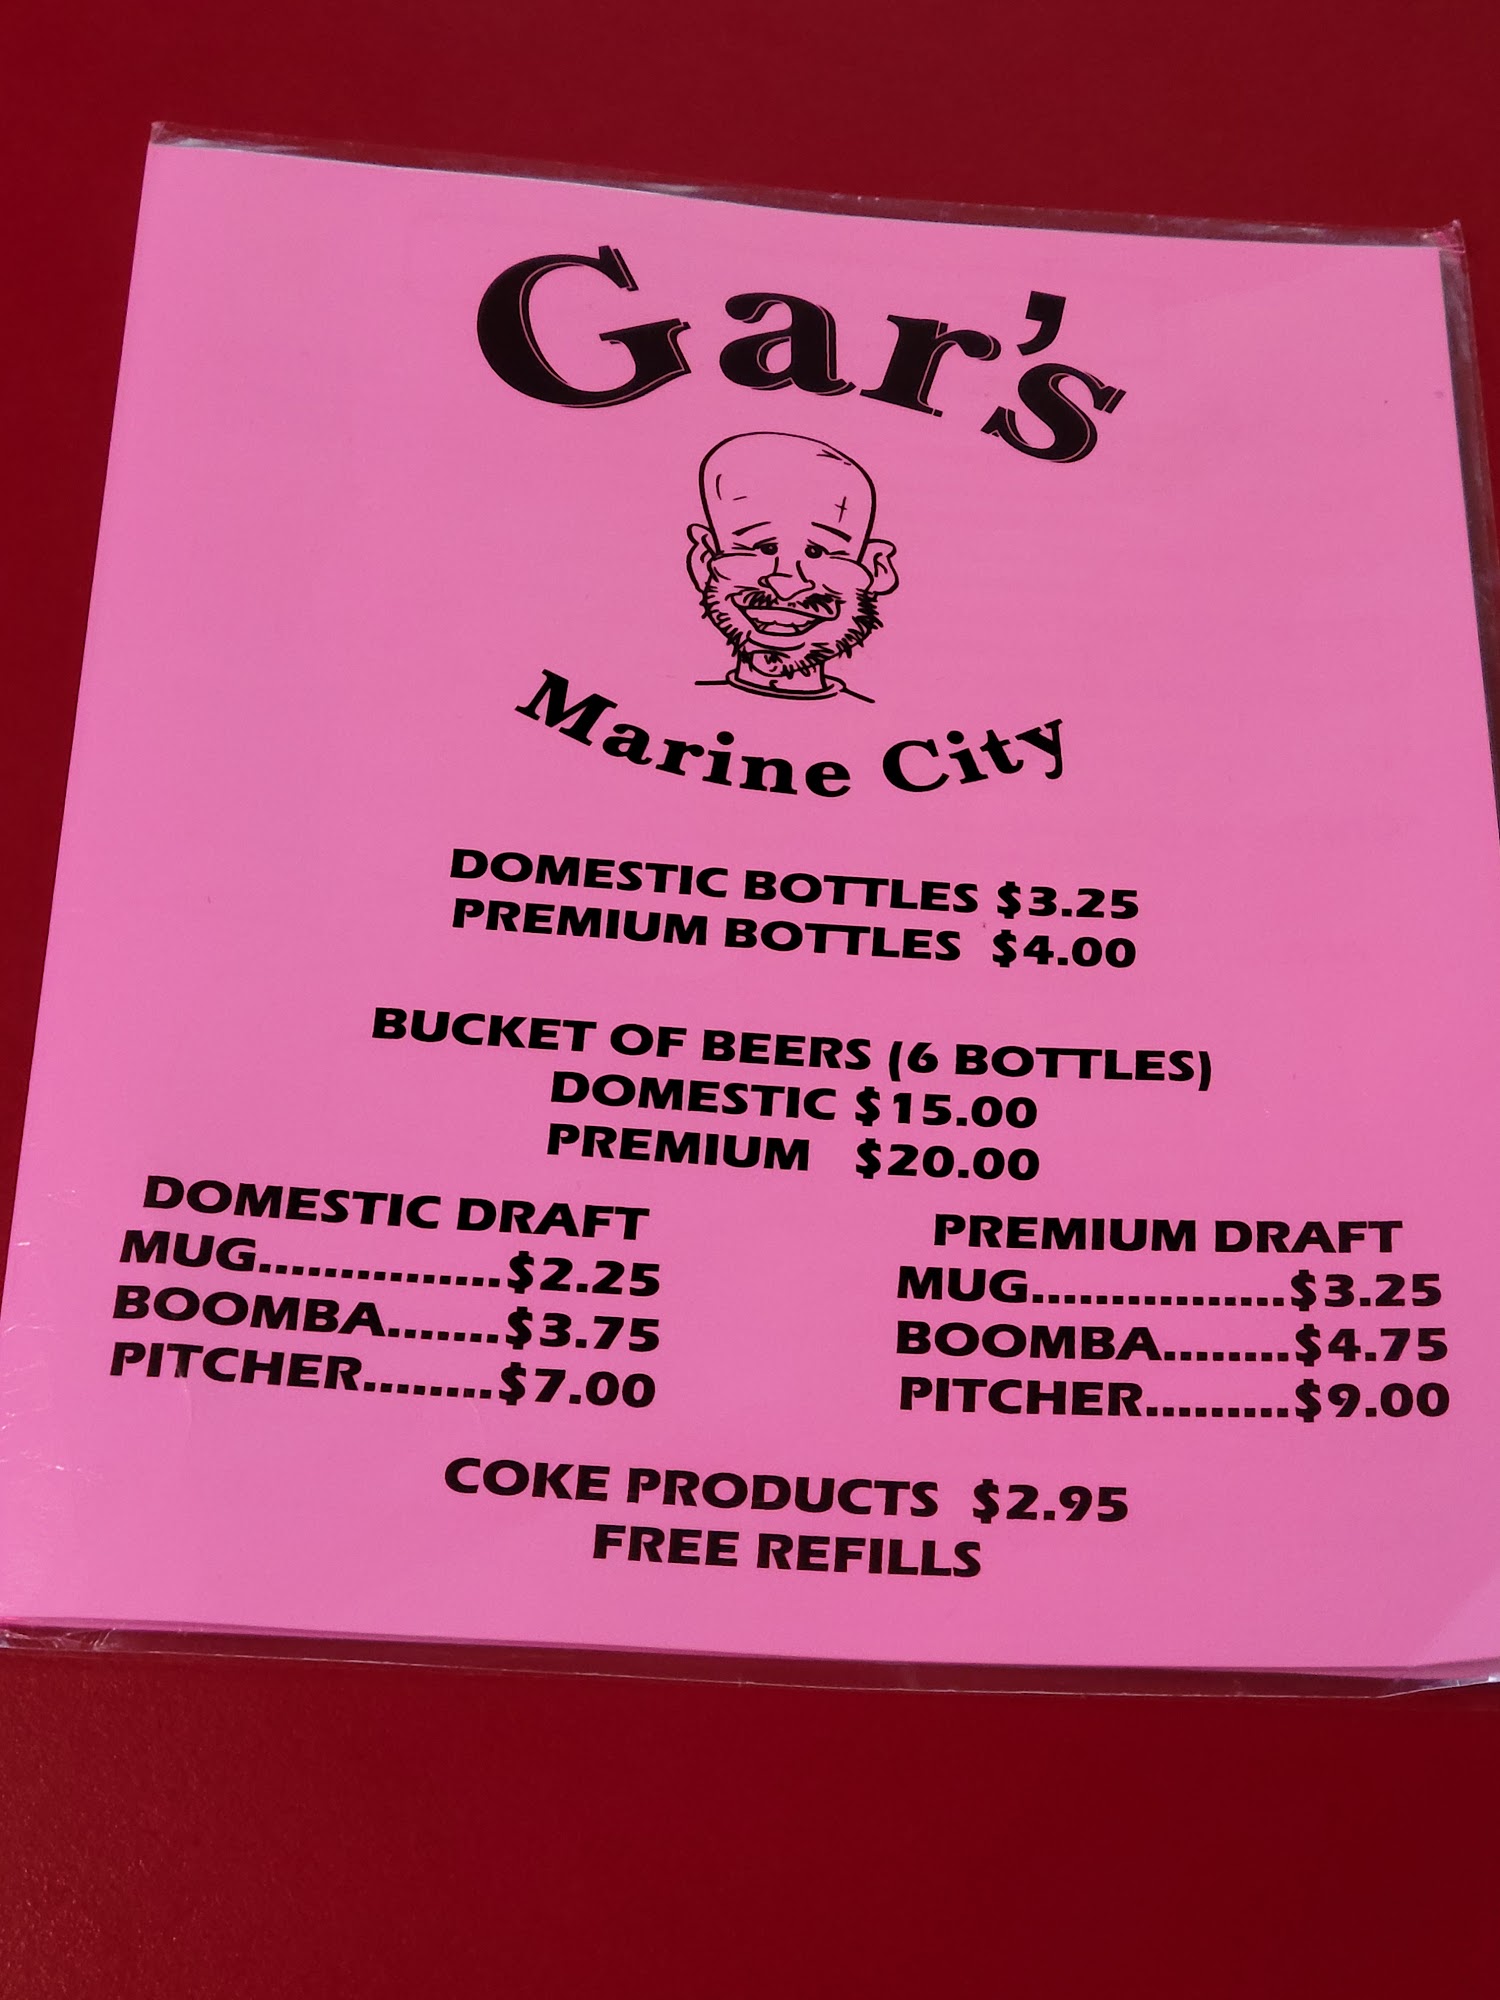 Gar's
Marine City
DOMESTIC BOTTLES $3.25
PREMIUM BOTTLES $4.00
BUCKET OF BEERS (6 BOTTLES)
DOMESTIC $15.00
PREMIUM $20.00
DOMESTIC DRAFT
MUG...............$2.25
BOOMBA.......$3.75
PITCHER........$7.00
PREMIUM DRAFT
MUG................$3.25
BOOMBA........$4.75
PITCHER.........$9.00
COKE PRODUCTS $2.95
FREE REFILLS